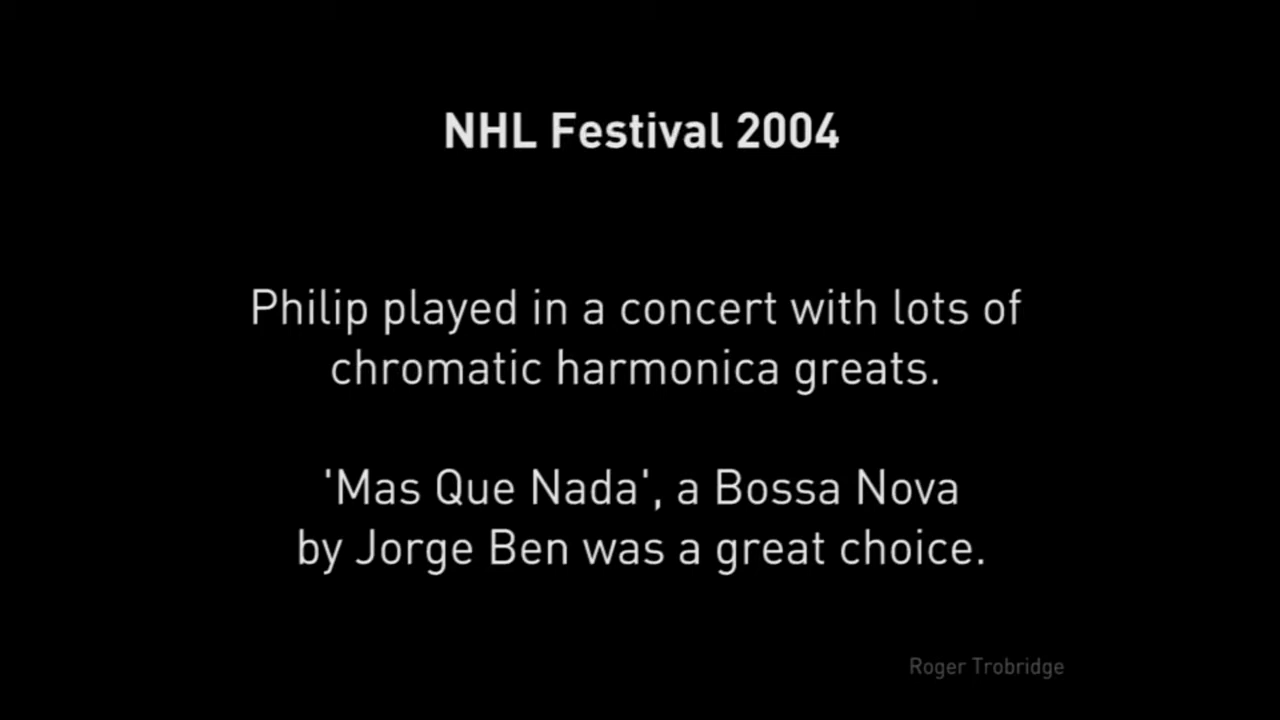 NHL Festival 2004
Philip played in a concert with lots of
chromatic harmonica greats.
'Mas Que Nada', a Bossa Nova
by Jorge Ben was a great choice.
Roger Trobridge